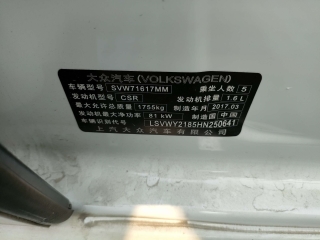 大众汽车(VOLKSWAGEN)
车辆型号 SVW71617MM 乘坐人数 5
发动机型号 CSR 发动机排量 1.6 L
最大允许总质量 1755kg 制造年月 2017.03
发动机最大净功率 81 kW 制造国 中国
车辆识别代号 LSVWY2185HN250641
上汽大众汽车有限公司